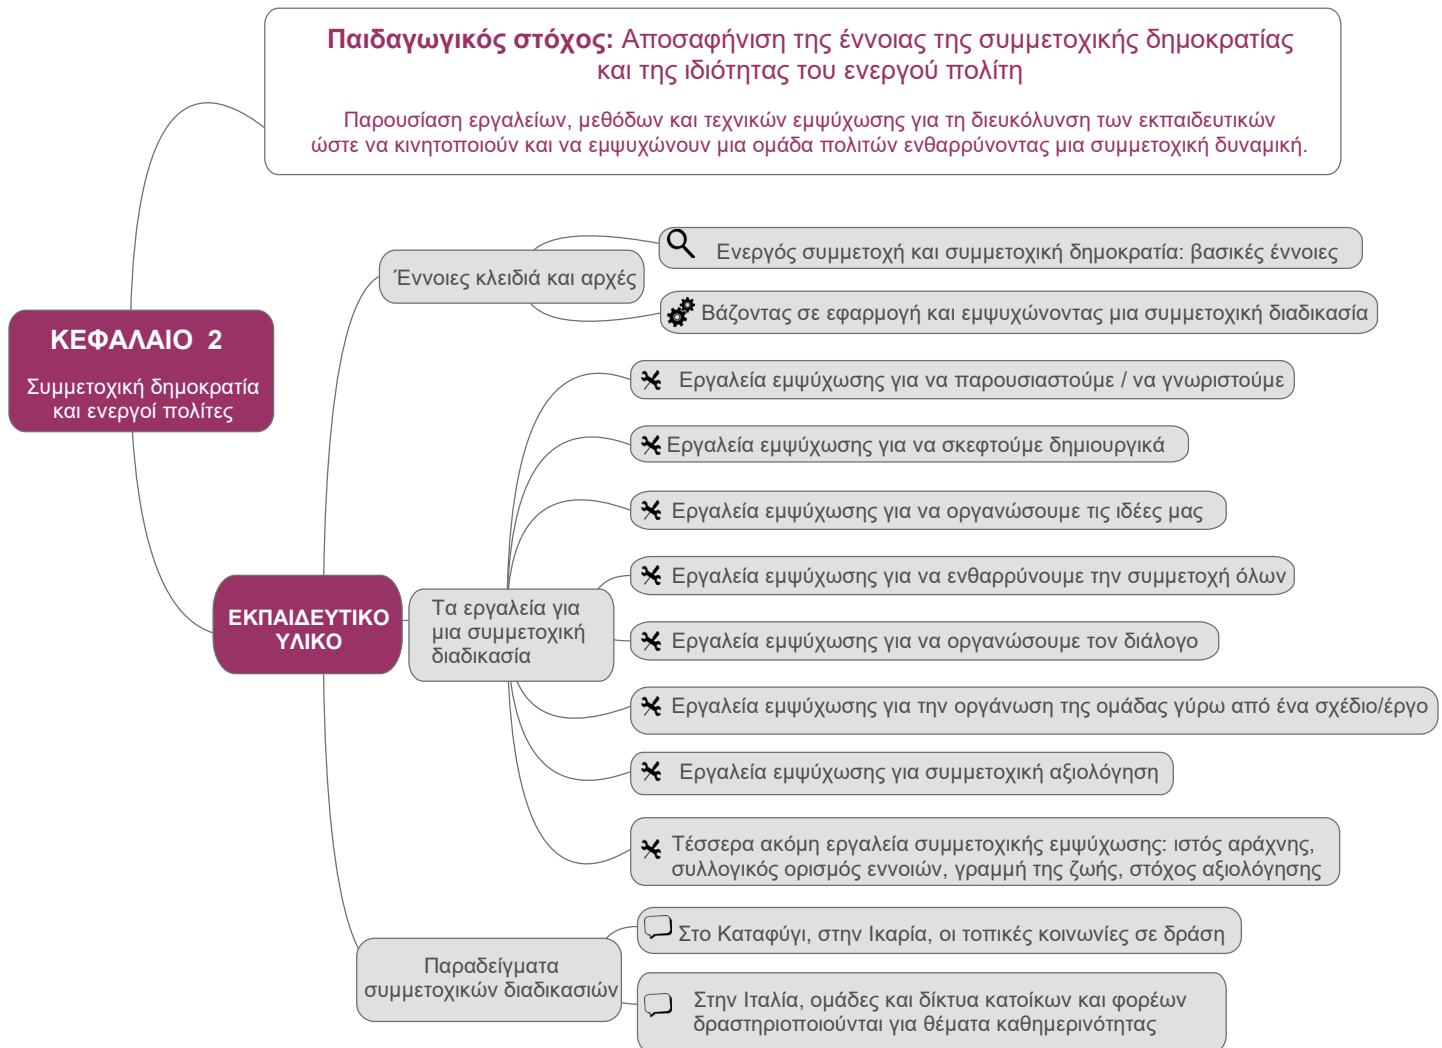 Παιδαγωγικός στόχος: Αποσαφήνιση της έννοιας της συμμετοχικής δημοκρατίας
και της ιδιότητας του ενεργού πολίτη
Παρουσίαση εργαλείων, μεθόδων και τεχνικών εμψύχωσης για τη διευκόλυνση των εκπαιδευτικών
ώστε να κινητοποιούν και να εμψυχώνουν μια ομάδα πολιτών ενθαρρύνοντας μια συμμετοχική δυναμική.
ΚΕΦΑΛΑΙΟ 2
Συμμετοχική δημοκρατία
και ενεργοί πολίτες
ΕΚΠΑΙΔΕΥΤΙΚΟ
ΥΛΙΚΟ
Έννοιες κλειδιά και αρχές
Ενεργός συμμετοχή και συμμετοχική δημοκρατία: βασικές έννοιες
Βάζοντας σε εφαρμογή και εμψυχώνοντας μια συμμετοχική διαδικασία
Τα εργαλεία για
μια συμμετοχική
διαδικασία
Εργαλεία εμψύχωσης για να παρουσιαστούμε / να γνωριστούμε
Εργαλεία εμψύχωσης για να σκεφτούμε δημιουργικά
Εργαλεία εμψύχωσης για να οργανώσουμε τις ιδέες μας
Εργαλεία εμψύχωσης για να ενθαρρύνουμε την συμμετοχή όλων
Εργαλεία εμψύχωσης για να οργανώσουμε τον διάλογο
Εργαλεία εμψύχωσης για την οργάνωση της ομάδας γύρω από ένα σχέδιο/έργο
Εργαλεία εμψύχωσης για συμμετοχική αξιολόγηση
Τέσσερα ακόμη εργαλεία συμμετοχικής εμψύχωσης: ιστός αράχνης,
συλλογικός ορισμός εννοιών, γραμμή της ζωής, στόχος αξιολόγησης
Παραδείγματα
συμμετοχικών διαδικασιών
Στο Καταφύγι, στην Ικαρία, οι τοπικές κοινωνίες σε δράση
Στην Ιταλία, ομάδες και δίκτυα κατοίκων και φορέων
δραστηριοποιούνται για θέματα καθημερινότητας